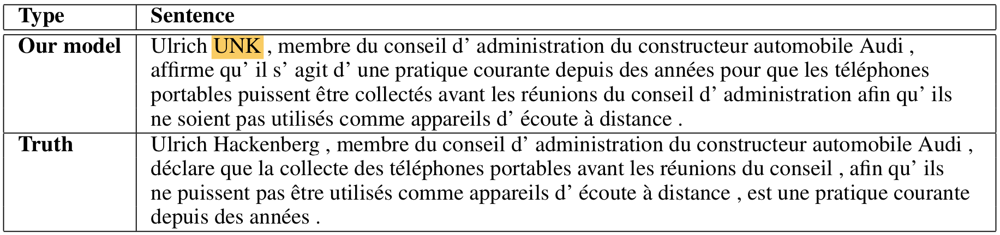 Type Sentence
Our model Ulrich UNK , membre du conseil d’ administration du constructeur automobile Audi ,
affirme qu’ il s’ agit d’ une pratique courante depuis des années pour que les téléphones
portables puissent être collectés avant les réunions du conseil d’ administration afin qu’ ils
ne soient pas utilisés comme appareils d’ écoute à distance .
Truth Ulrich Hackenberg , membre du conseil d’ administration du constructeur automobile Audi ,
déclare que la collecte des téléphones portables avant les réunions du conseil , afin qu’ ils
ne puissent pas être utilisés comme appareils d’ écoute à distance , est une pratique courante
depuis des années .